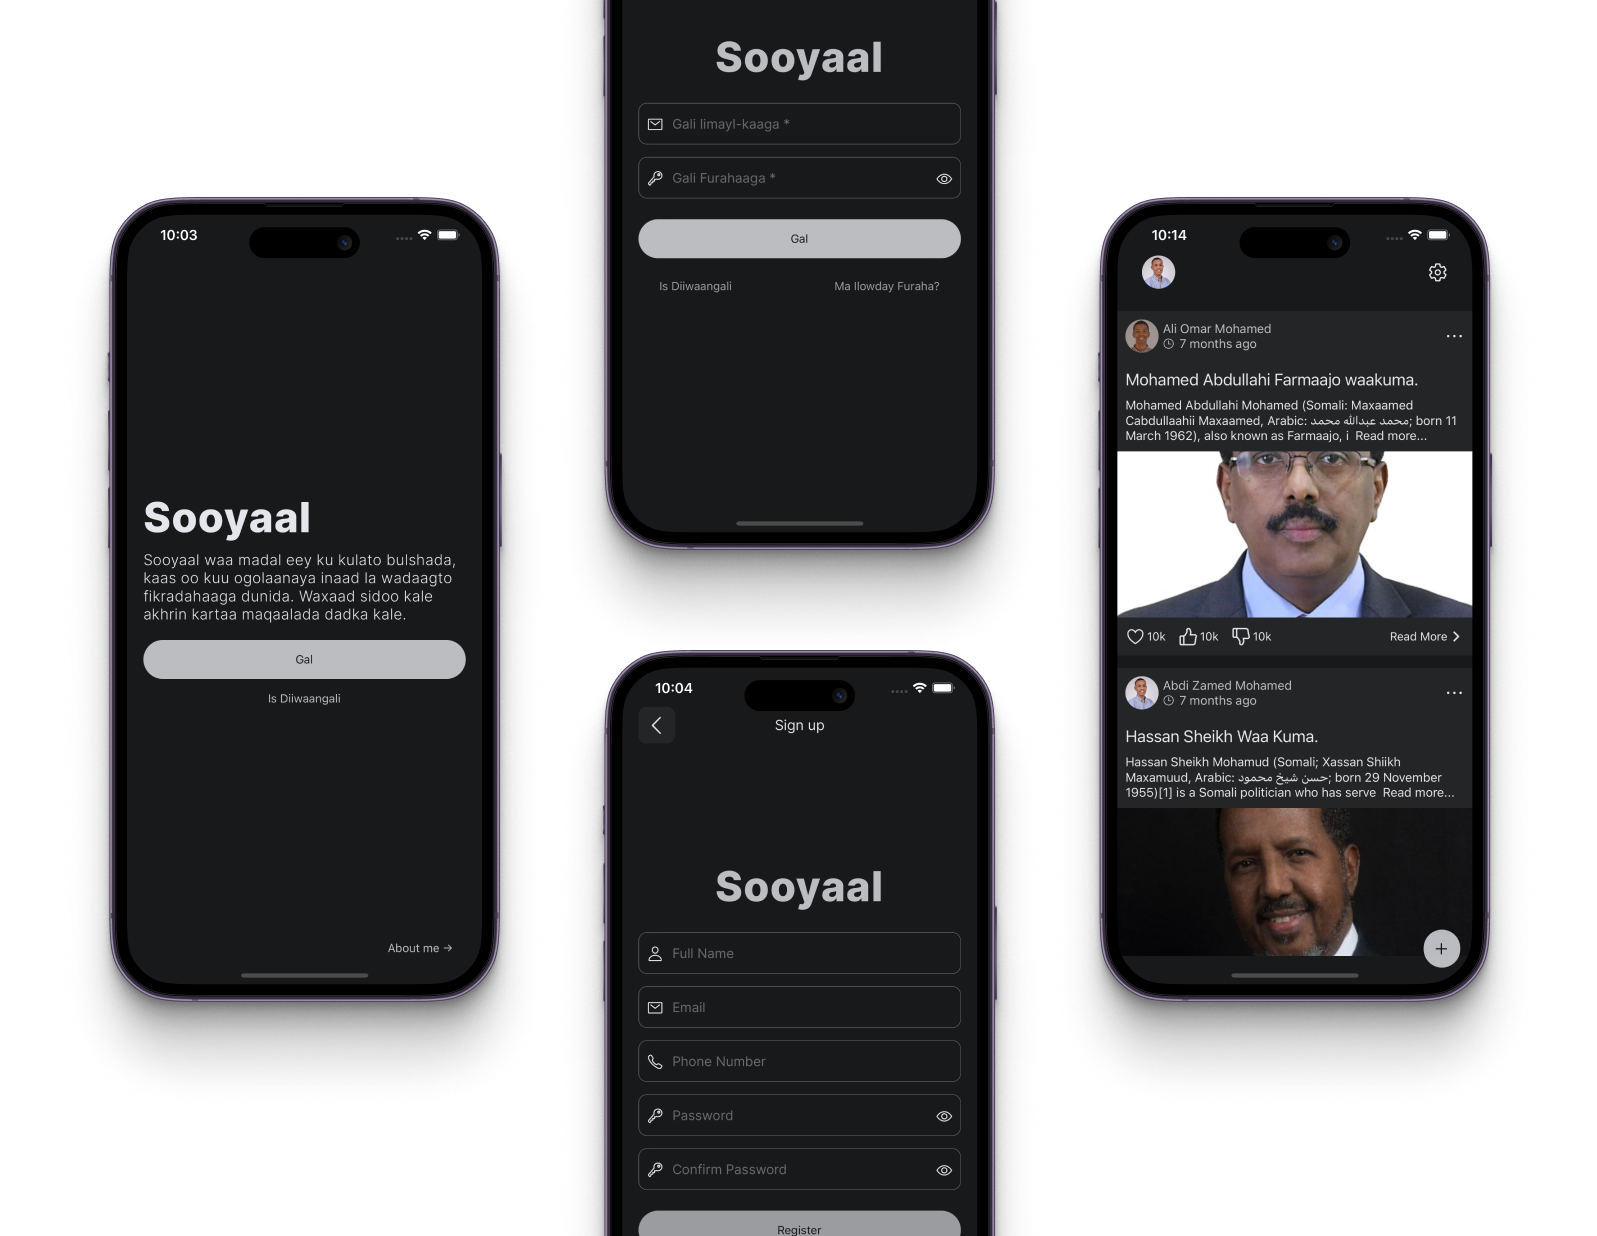 10:03
Sooyaal
Sooyaal waa madal eey ku kulato bulshada,
kaas oo kuu ogolaanaya inaad la wadaagto
fikradahaaga dunida. Waxaad sidoo kale
akhrin kartaa maqaalada dadka kale.
Gal
Is Diiwaangali
About me →
Sooyaal
Gali Iimayl-kaaga *
Gali Furahaaga *
Gal
Is Diiwaangali
Ma Ilowday Furaha?
10:04
Sign up
Sooyaal
Full Name
Email
Phone Number
Password
Confirm Password
Register
10:14
Ali Omar Mohamed
7 months ago
Mohamed Abdullahi Farmaajo waakuma.
Mohamed Abdullahi Mohamed (Somali: Maxaamed
Cabdullaahii Maxaamed, Arabic: محمد عبدالله محمد; born 11
March 1962), also known as Farmaajo, i Read more...
10k
10k
10k
Read More
Abdi Zamed Mohamed
7 months ago
Hassan Sheikh Waa Kuma.
Hassan Sheikh Mohamud (Somali; Xassan Shiikh
Maxamuud, Arabic: حسن شيخ محمود; born 29 November
1955)[1] is a Somali politician who has serve Read more...